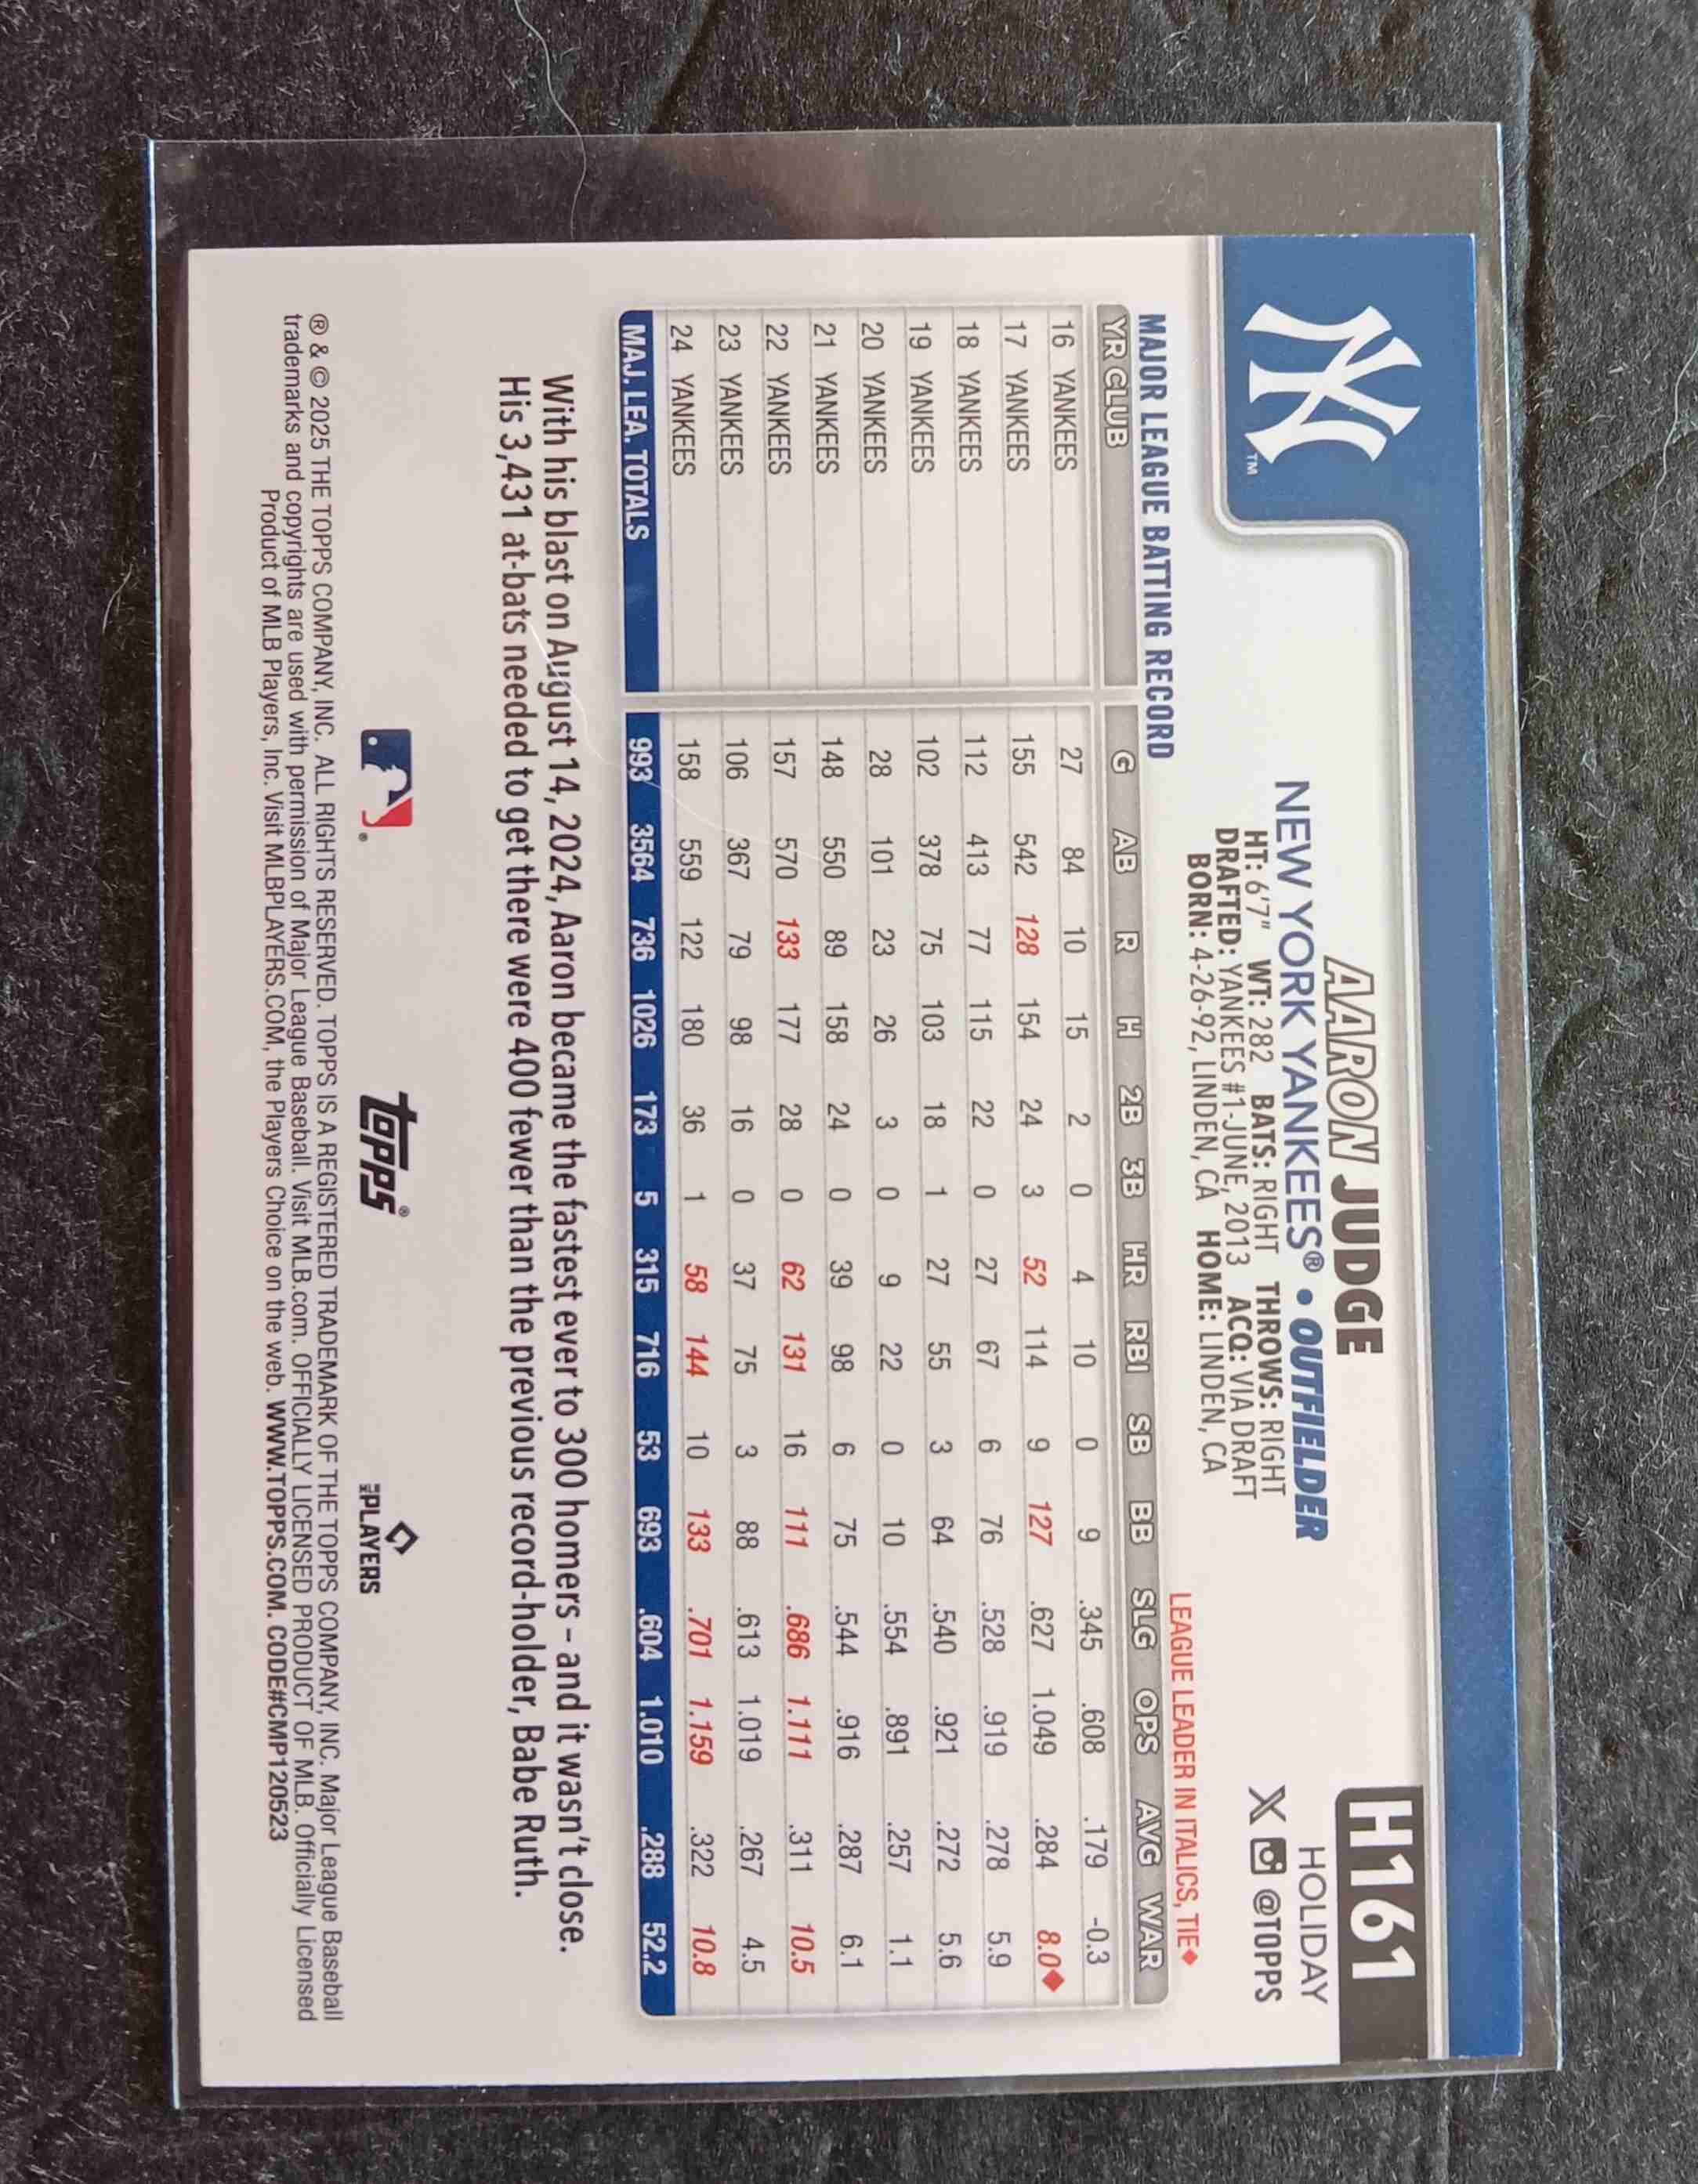 H161
HOLIDAY
@TOPPS
AARON JUDGE
NEW YORK YANKEES® • OUTFIELDER
HT: 6'7" WT: 282 BATS: RIGHT THROWS: RIGHT
DRAFTED: YANKEES #1-JUNE, 2013 ACQ: VIA DRAFT
BORN: 4-26-92, LINDEN, CA HOME: LINDEN, CA
NY ™
MAJOR LEAGUE BATTING RECORD LEAGUE LEADER IN ITALICS, TIE♦
YR CLUB G AB R H 2B 3B HR RBI SB BB SLG OPS AVG WAR
16 YANKEES 27 84 10 15 2 0 4 10 0 9 .345 .608 .179 -0.3
17 YANKEES 155 542 128 154 24 3 52 114 9 127 .627 1.049 .284 8.0♦
18 YANKEES 112 413 77 115 22 0 27 67 6 76 .528 .919 .278 5.9
19 YANKEES 102 378 75 103 18 1 27 55 3 64 .540 .921 .272 5.6
20 YANKEES 28 101 23 26 3 0 9 22 0 10 .554 .891 .257 1.1
21 YANKEES 148 550 89 158 24 0 39 98 6 75 .544 .916 .287 6.1
22 YANKEES 157 570 133 177 28 0 62 131 16 111 .686 1.111 .311 10.5
23 YANKEES 106 367 79 98 16 0 37 75 3 88 .613 1.019 .267 4.5
24 YANKEES 158 559 122 180 36 1 58 144 10 133 .701 1.159 .322 10.8
MAJ. LEA. TOTALS 993 3564 736 1026 173 5 315 716 53 693 .604 1.010 .288 52.2
With his blast on August 14, 2024, Aaron became the fastest ever to 300 homers – and it wasn't close.
His 3,431 at-bats needed to get there were 400 fewer than the previous record-holder, Babe Ruth.
topps® PLAYERS
® & © 2025 THE TOPPS COMPANY, INC. ALL RIGHTS RESERVED. TOPPS IS A REGISTERED TRADEMARK OF THE TOPPS COMPANY, INC. Major League Baseball
trademarks and copyrights are used with permission of Major League Baseball. Visit MLB.com. OFFICIALLY LICENSED PRODUCT OF MLB. Officially Licensed
Product of MLB Players, Inc. Visit MLBPLAYERS.COM, the Players Choice on the web. WWW.TOPPS.COM. CODE#CMP120523